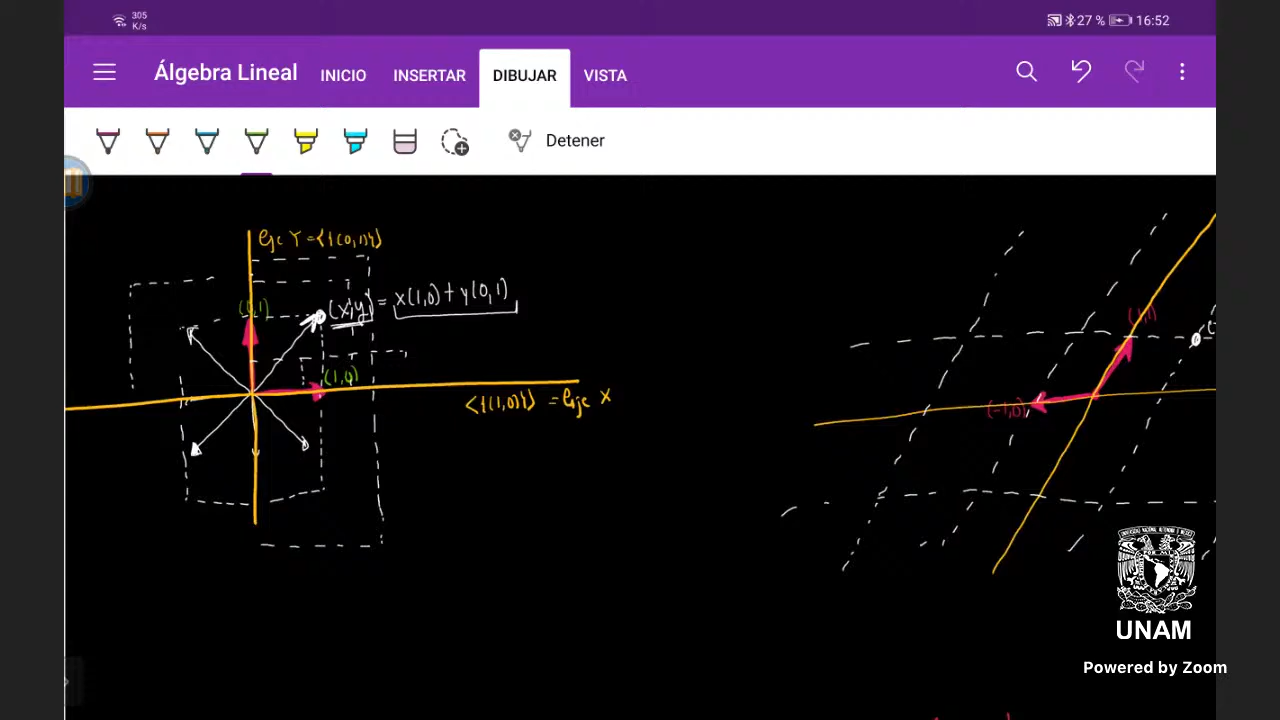 305
K/s
27 % 16:52
Álgebra Lineal INICIO INSERTAR DIBUJAR VISTA
Detener
Eje Y = <{(0,1)}>
(x,y) = x(1,0) + y(0,1)
(0,1)
(1,0)
<{(1,0)}> = Eje X
(1,1)
(-1,0)
UNAM
Powered by Zoom